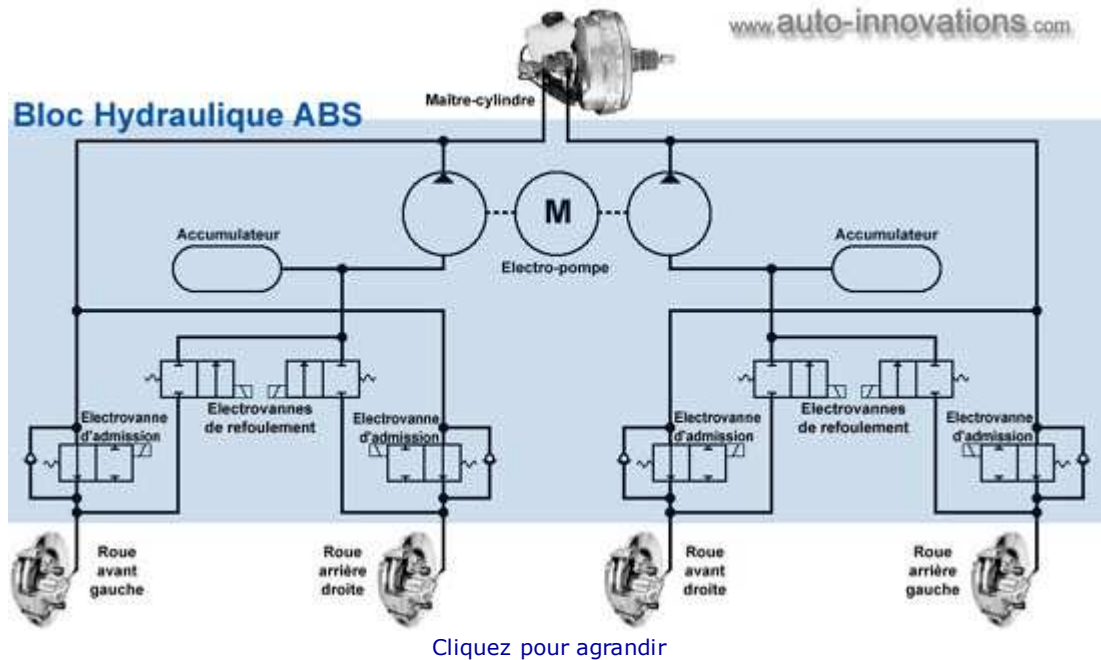 www.auto-innovations.com
Maître-cylindre
Bloc Hydraulique ABS
M
Accumulateur
Accumulateur
Electro-pompe
Electrovannes
de refoulement
Electrovannes
de refoulement
Electrovanne
d'admission
Electrovanne
d'admission
Electrovanne
d'admission
Electrovanne
d'admission
Roue
avant
gauche
Roue
arrière
droite
Roue
avant
droite
Roue
arrière
gauche
Cliquez pour agrandir